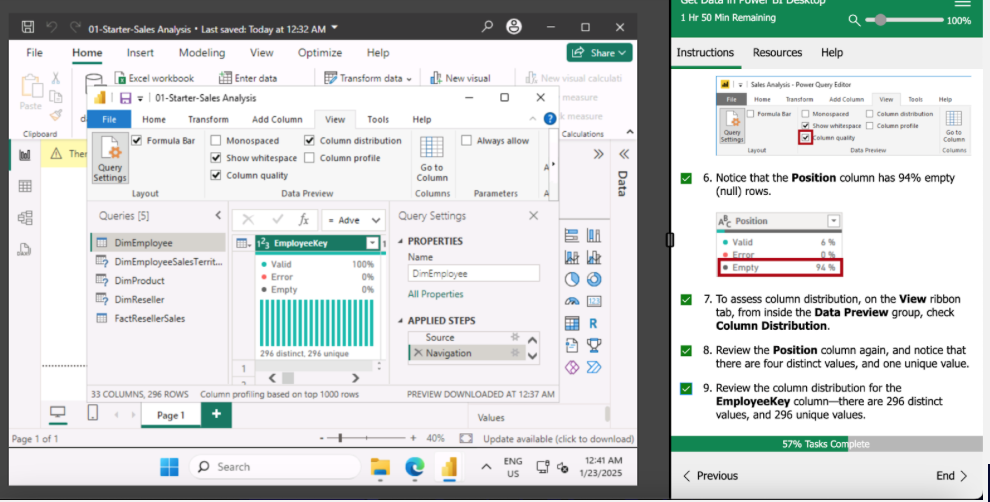 01-Starter-Sales Analysis • Last saved: Today at 12:32 AM
File Home Insert Modeling View Optimize Help Share
Paste
Clipboard
Excel workbook
Enter data
Transform data
New visual
New visual calculati
measure
k measure
Calculations
Ther
Data
01-Starter-Sales Analysis
File Home Transform Add Column View Tools Help
Query
Settings
Formula Bar
Monospaced
Show whitespace
Column quality
Column distribution
Column profile
Go to
Column
Always allow
A
Layout Data Preview Columns Parameters A
Queries [5]
DimEmployee
DimEmployeeSalesTerrit...
DimProduct
DimReseller
FactResellerSales
fx = Adve
1²3 EmployeeKey
Valid 100%
Error 0%
Empty 0%
296 distinct, 296 unique
1
Query Settings
PROPERTIES
Name
DimEmployee
All Properties
APPLIED STEPS
Source
Navigation
33 COLUMNS, 296 ROWS Column profiling based on top 1000 rows PREVIEW DOWNLOADED AT 12:37 AM
Page 1
Values
Page 1 of 1
- + 40% Update available (click to download)
Search
ENG
US
12:41 AM
1/23/2025
Get Data in Power BI Desktop
1 Hr 50 Min Remaining
100%
Instructions Resources Help
Sales Analysis - Power Query Editor
File Home Transform Add Column View Tools Help
Query
Settings
Formula Bar
Monospaced
Show whitespace
Column quality
Column distribution
Column profile
Go to
Column
Layout Data Preview Columns
6. Notice that the Position column has 94% empty
(null) rows.
ABC Position
Valid 6 %
Error 0 %
Empty 94 %
7. To assess column distribution, on the View ribbon
tab, from inside the Data Preview group, check
Column Distribution.
8. Review the Position column again, and notice that
there are four distinct values, and one unique value.
9. Review the column distribution for the
EmployeeKey column—there are 296 distinct
values, and 296 unique values.
57% Tasks Complete
Previous
End